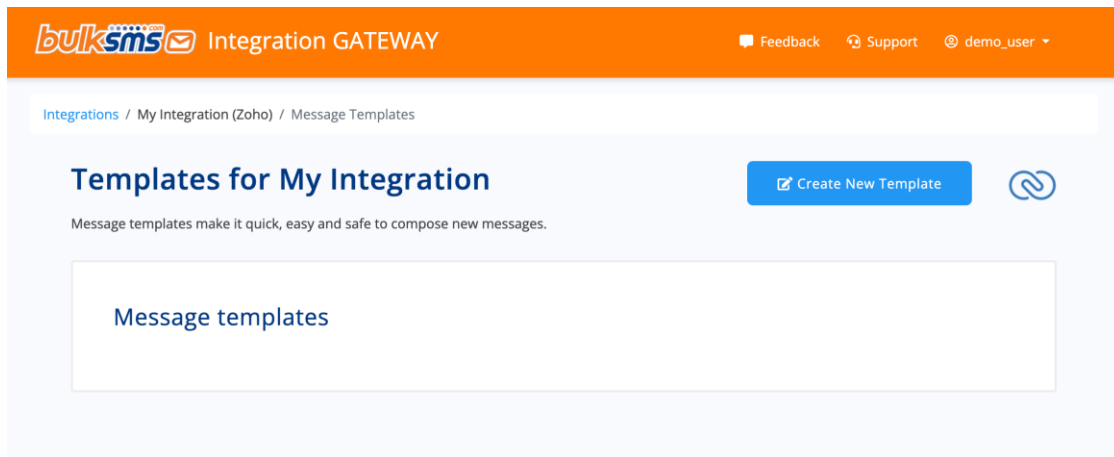 bulksms.com Integration GATEWAY Feedback Support demo_user
Integrations / My Integration (Zoho) / Message Templates
Templates for My Integration
Create New Template
Message templates make it quick, easy and safe to compose new messages.
Message templates